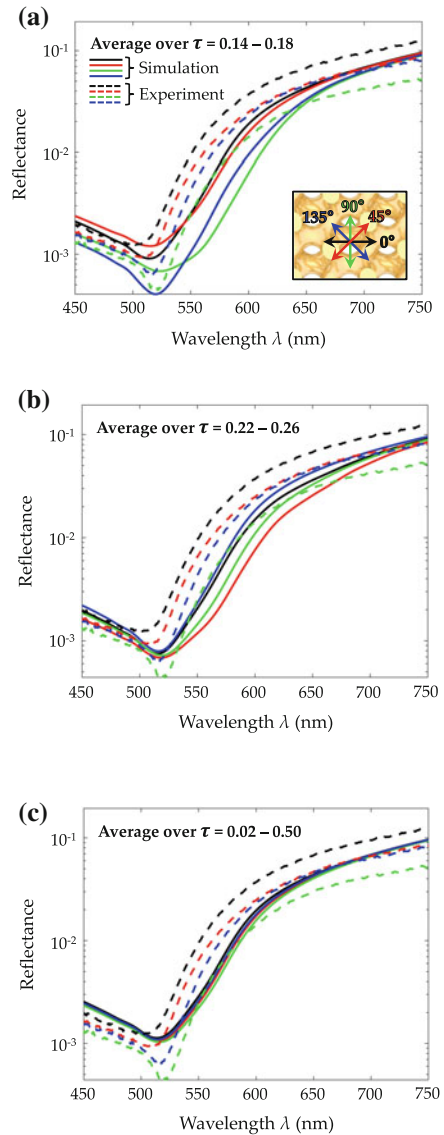 (a)
Average over τ = 0.14 – 0.18
Simulation
Experiment
10⁻¹
10⁻²
10⁻³
Reflectance
90°
135°
45°
0°
450 500 550 600 650 700 750
Wavelength λ (nm)
(b)
Average over τ = 0.22 – 0.26
10⁻¹
10⁻²
10⁻³
Reflectance
450 500 550 600 650 700 750
Wavelength λ (nm)
(c)
Average over τ = 0.02 – 0.50
10⁻¹
10⁻²
10⁻³
Reflectance
450 500 550 600 650 700 750
Wavelength λ (nm)